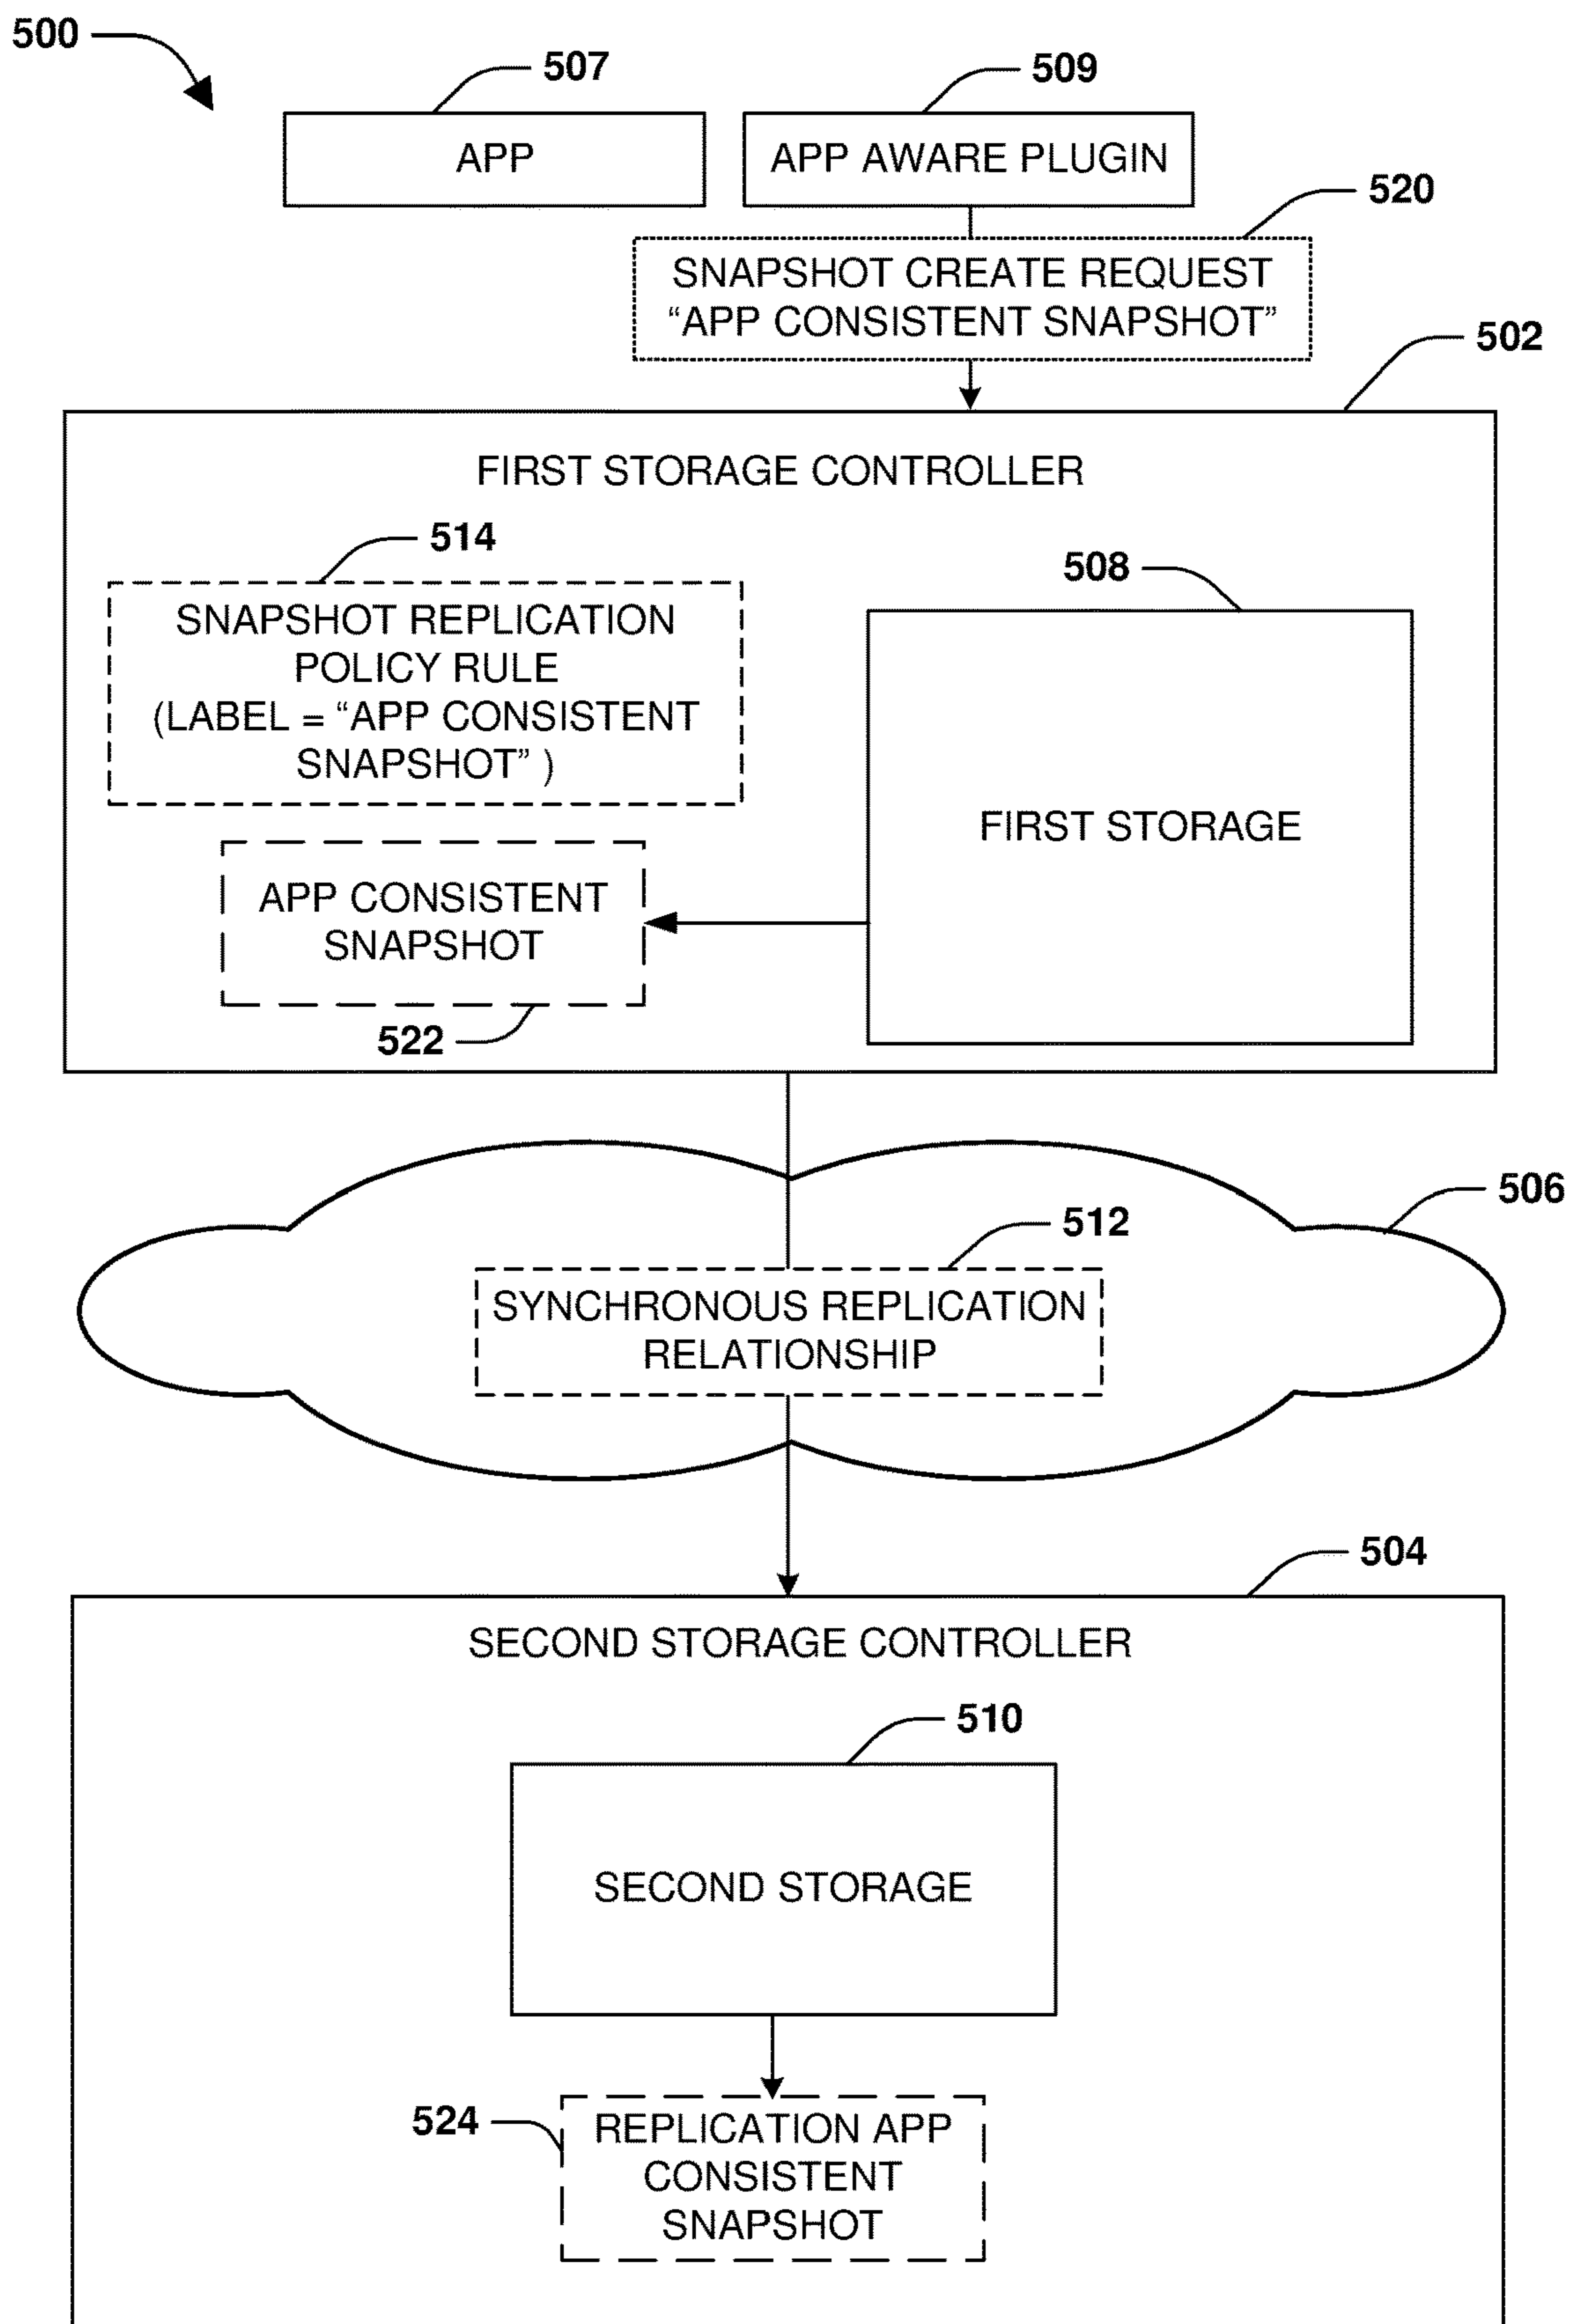 500
507
509
APP
APP AWARE PLUGIN
520
SNAPSHOT CREATE REQUEST
“APP CONSISTENT SNAPSHOT”
502
FIRST STORAGE CONTROLLER
514
508
SNAPSHOT REPLICATION
POLICY RULE
(LABEL = “APP CONSISTENT
SNAPSHOT” )
FIRST STORAGE
APP CONSISTENT
SNAPSHOT
522
506
512
SYNCHRONOUS REPLICATION
RELATIONSHIP
504
SECOND STORAGE CONTROLLER
510
SECOND STORAGE
524
REPLICATION APP
CONSISTENT
SNAPSHOT